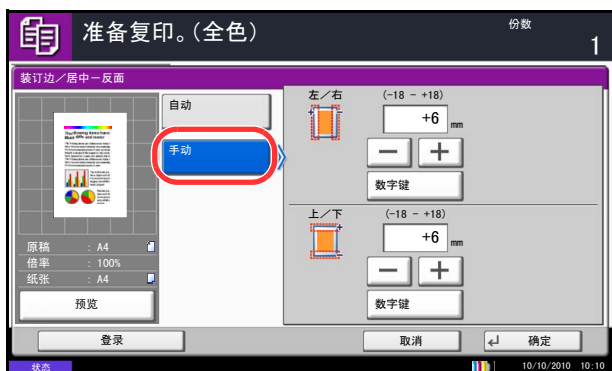 准备复印。(全色)
份数
1
装订边／居中－反面
自动
手动
左／右 (-18 - +18)
+6 mm
数字键
上／下 (-18 - +18)
+6 mm
数字键
原稿 : A4
倍率 : 100%
纸张 : A4
预览
登录
取消
确定
状态
10/10/2010 10:10